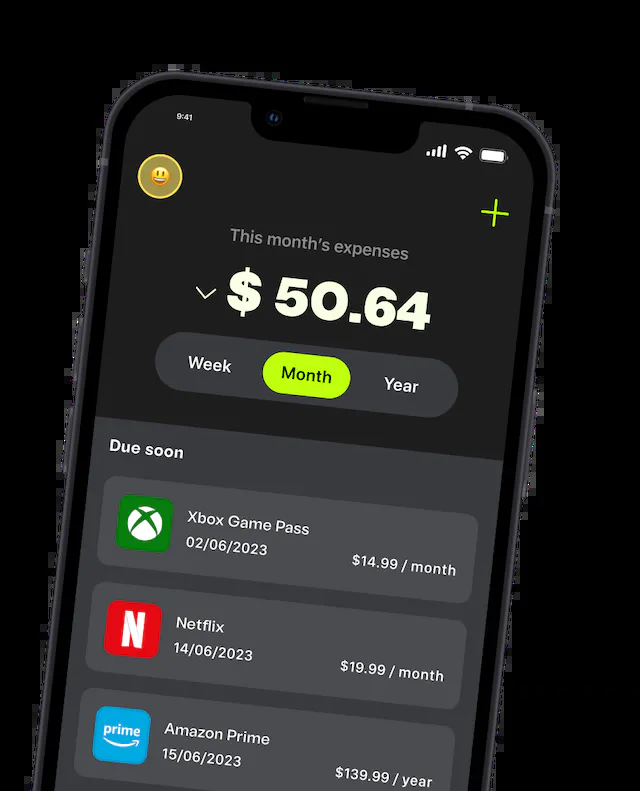 9:41
This month's expenses
$ 50.64
Week Month Year
Due soon
Xbox Game Pass
02/06/2023
$14.99 / month
N
Netflix
14/06/2023
$19.99 / month
prime
Amazon Prime
15/06/2023
$139.99 / year